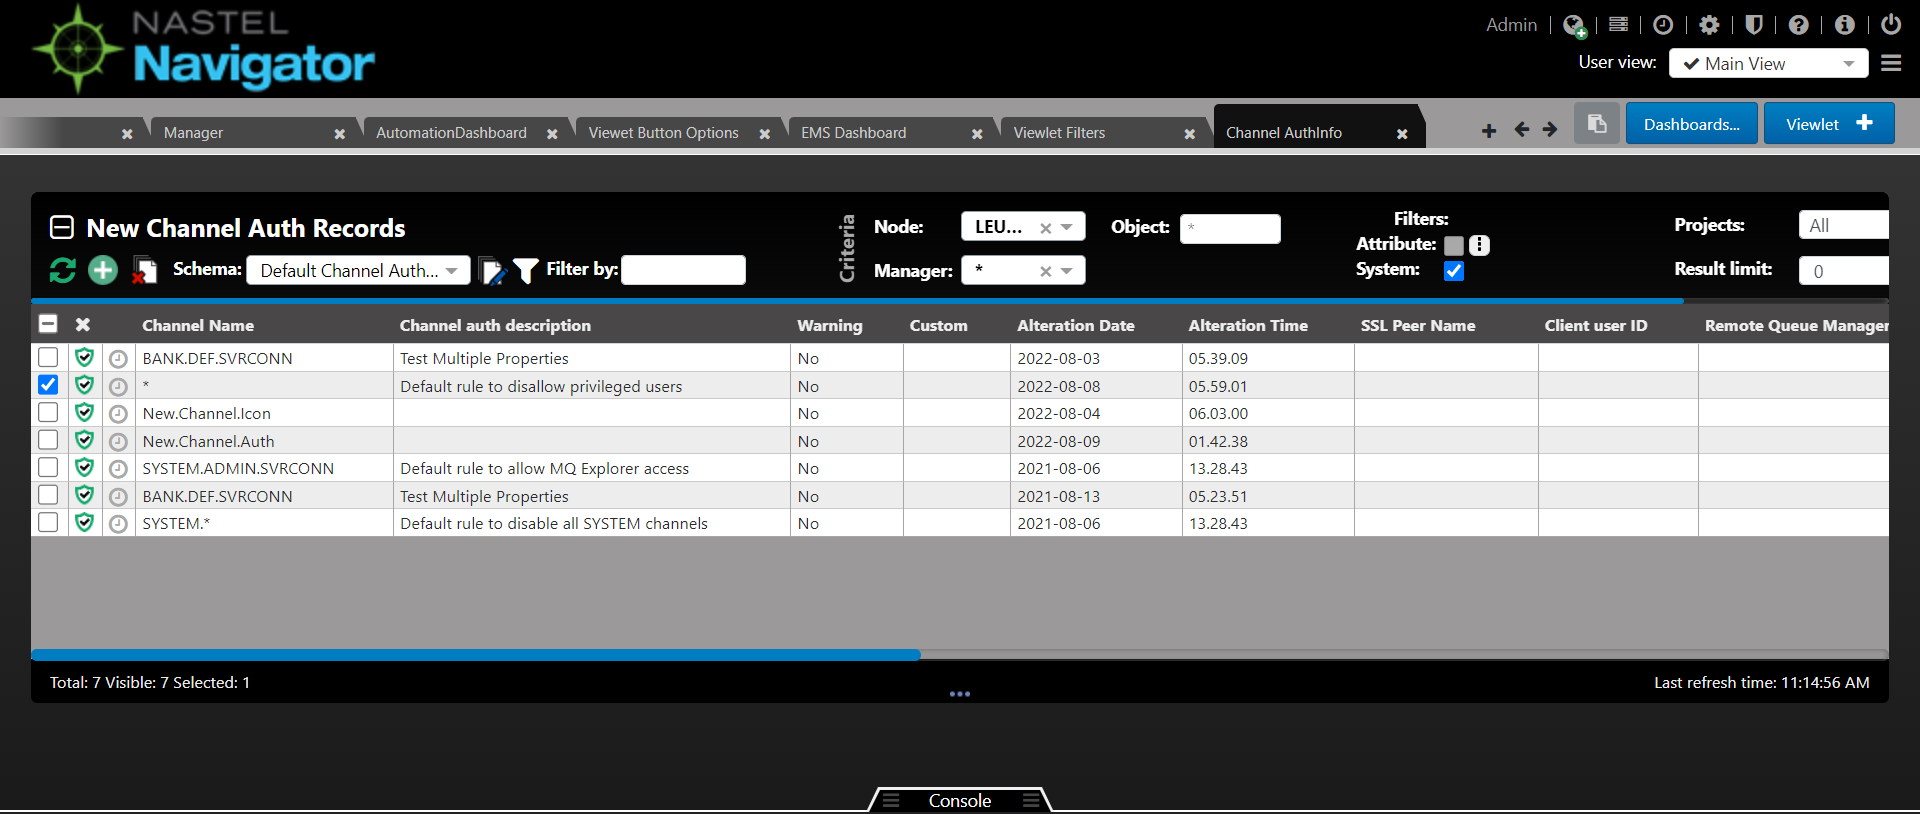 NASTEL
Navigator
Admin
User view: Main View
Manager AutomationDashboard Viewet Button Options EMS Dashboard Viewlet Filters Channel AuthInfo Dashboards... Viewlet
New Channel Auth Records
Criteria
Node: LEU... Object: *
Filters:
Attribute:
Projects: All
Schema: Default Channel Auth... Filter by:
Manager: *
System:
Result limit: 0
Channel Name Channel auth description Warning Custom Alteration Date Alteration Time SSL Peer Name Client user ID Remote Queue Manager
BANK.DEF.SVRCONN Test Multiple Properties No 2022-08-03 05.39.09
* Default rule to disallow privileged users No 2022-08-08 05.59.01
New.Channel.Icon No 2022-08-04 06.03.00
New.Channel.Auth No 2022-08-09 01.42.38
SYSTEM.ADMIN.SVRCONN Default rule to allow MQ Explorer access No 2021-08-06 13.28.43
BANK.DEF.SVRCONN Test Multiple Properties No 2021-08-13 05.23.51
SYSTEM.* Default rule to disable all SYSTEM channels No 2021-08-06 13.28.43
Total: 7 Visible: 7 Selected: 1
Last refresh time: 11:14:56 AM
Console